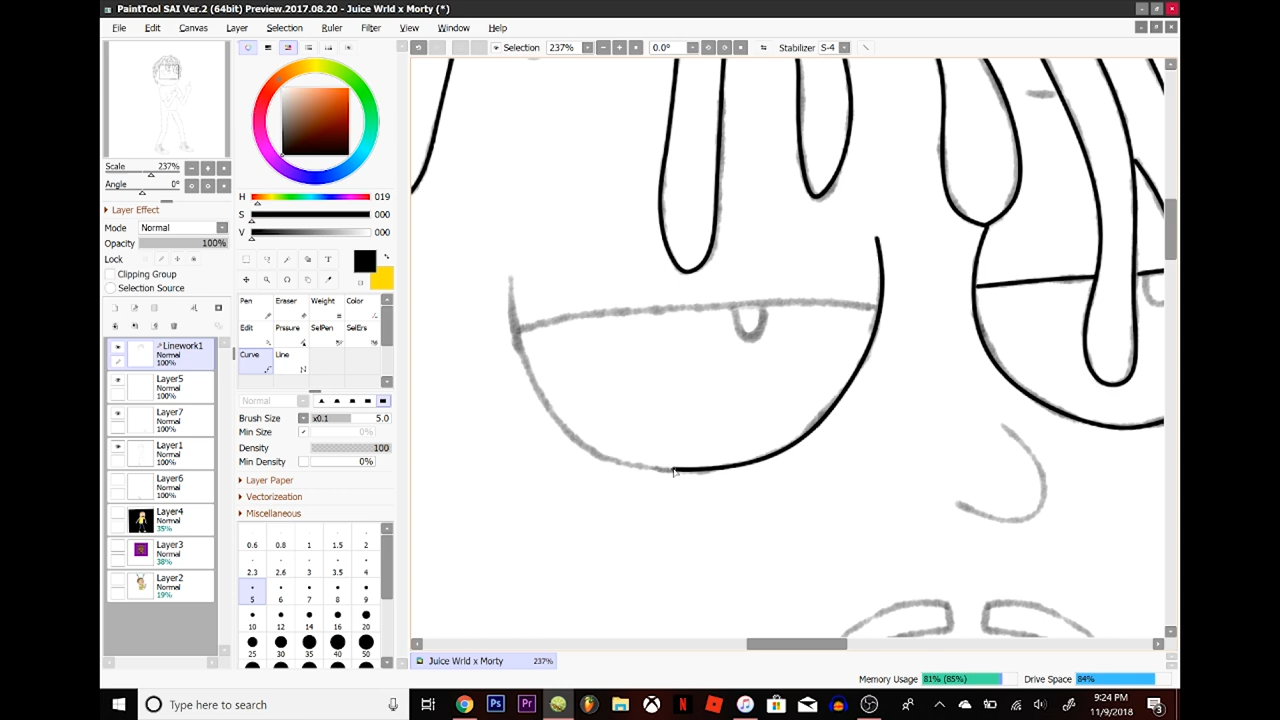 PaintTool SAI Ver.2 (64bit) Preview.2017.08.20 - Juice Wrld x Morty (*)
File Edit Canvas Layer Selection Ruler Filter View Window Help
Selection 237% 0.0° Stabilizer S-4
Scale 237%
Angle 0°
Layer Effect
Mode Normal
Opacity 100%
Lock
Clipping Group
Selection Source
Linework1
Normal
100%
Layer5
Normal
100%
Layer7
Normal
100%
Layer1
Normal
100%
Layer6
Normal
100%
Layer4
Normal
35%
Layer3
Normal
38%
Layer2
Normal
19%
H 019
S 000
V 000
T
Pen Eraser Weight Color
Edit Prssure SelPen SelErs
Curve Line
Normal
Brush Size x0.1 5.0
Min Size 0%
Density 100
Min Density 0%
Layer Paper
Vectorizeation
Miscellaneous
0.6 0.8 1 1.5 2
2.3 2.6 3 3.5 4
5 6 7 8 9
10 12 14 16 20
25 30 35 40 50
Juice Wrld x Morty 237%
Memory Usage 81% (85%) Drive Space 84%
Type here to search
Ps
Pr
9:24 PM
11/9/2018
3